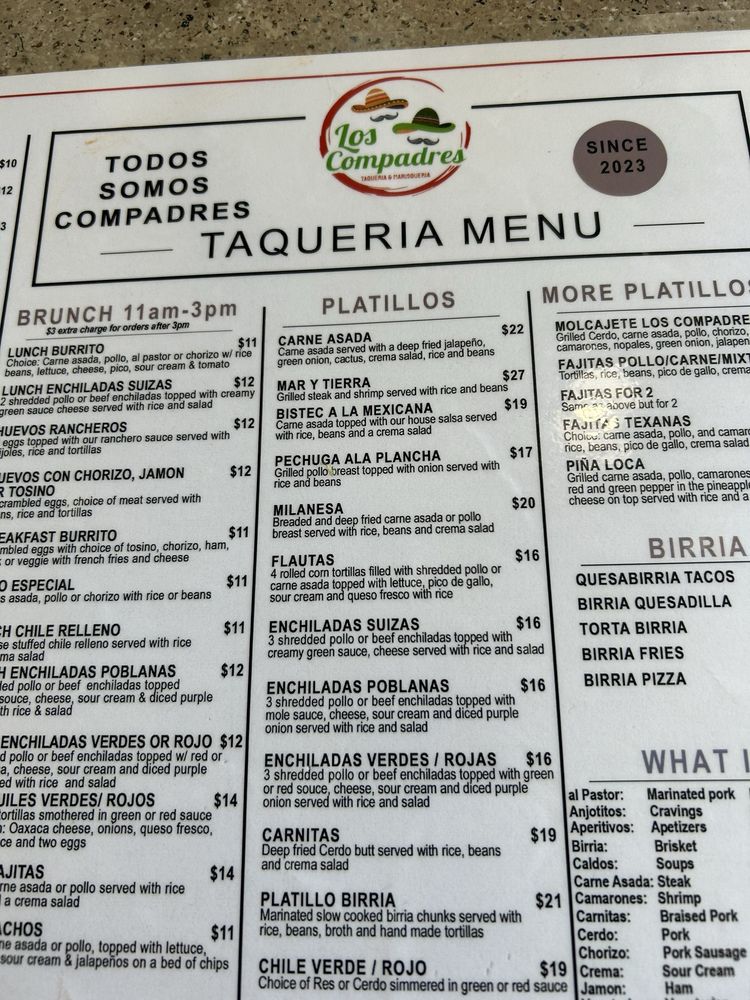 $10
12
3
TODOS
SOMOS
COMPADRES
Los
Compadres
TAQUERIA & MARISQUERIA
SINCE
2023
TAQUERIA MENU
BRUNCH 11am-3pm
$3 extra charge for orders after 3pm
LUNCH BURRITO $11
Choice: Carne asada, pollo, al pastor or chorizo w/ rice
beans, lettuce, cheese, pico, sour cream & tomato
LUNCH ENCHILADAS SUIZAS $12
2 shredded pollo or beef enchiladas topped with creamy
green sauce cheese served with rice and salad
HUEVOS RANCHEROS $12
eggs topped with our ranchero sauce served with
ijoles, rice and tortillas
UEVOS CON CHORIZO, JAMON $12
R TOSINO
crambled eggs, choice of meat served with
ns, rice and tortillas
EAKFAST BURRITO $11
mbled eggs with choice of tosino, chorizo, ham,
or veggie with french fries and cheese
O ESPECIAL $11
s asada, pollo or chorizo with rice or beans
CH CHILE RELLENO $11
se stuffed chile relleno served with rice
ma salad
H ENCHILADAS POBLANAS $12
ded pollo or beef enchiladas topped
souce, cheese, sour cream & diced purple
th rice & salad
ENCHILADAS VERDES OR ROJO $12
d pollo or beef enchiladas topped w/ red or
a, cheese, sour cream and diced purple
ed with rice and salad
UILES VERDES/ ROJOS $14
tortillas smothered in green or red sauce
n: Oaxaca cheese, onions, queso fresco,
ce and two eggs
AJITAS $14
rne asada or pollo served with rice
a crema salad
ACHOS $11
ne asada or pollo, topped with lettuce,
sour cream & jalapeños on a bed of chips
PLATILLOS
CARNE ASADA $22
Carne asada served with a deep fried jalapeño,
green onion, cactus, crema salad, rice and beans
MAR Y TIERRA $27
Grilled steak and shrimp served with rice and beans
BISTEC A LA MEXICANA $19
Carne asada topped with our house salsa served
with rice, beans and a crema salad
PECHUGA ALA PLANCHA $17
Grilled pollo breast topped with onion served with
rice and beans
MILANESA $20
Breaded and deep fried carne asada or pollo
breast served with rice, beans and crema salad
FLAUTAS $16
4 rolled corn tortillas filled with shredded pollo or
carne asada topped with lettuce, pico de gallo,
sour cream and queso fresco with rice
ENCHILADAS SUIZAS $16
3 shredded pollo or beef enchiladas topped with
creamy green sauce, cheese served with rice and salad
ENCHILADAS POBLANAS $16
3 shredded pollo or beef enchiladas topped with
mole sauce, cheese, sour cream and diced purple
onion served with rice and salad
ENCHILADAS VERDES / ROJAS $16
3 shredded pollo or beef enchiladas topped with green
or red souce, cheese, sour cream and diced purple
onion served with rice and salad
CARNITAS $19
Deep fried Cerdo butt served with rice, beans
and crema salad
PLATILLO BIRRIA $21
Marinated slow cooked birria chunks served with
rice, beans, broth and hand made tortillas
CHILE VERDE / ROJO $19
Choice of Res or Cerdo simmered in green or red sauce
MORE PLATILLOS
MOLCAJETE LOS COMPADRE
Grilled Cerdo, carne asada, pollo, chorizo,
camarones, nopales, green onion, jalapen
FAJITAS POLLO/CARNE/MIXT
Tortillas, rice, beans, pico de gallo, crema
FAJITAS FOR 2
Same as above but for 2
FAJITAS TEXANAS
Choice: carne asada, pollo, and camaro
rice, beans, pico de gallo, crema salad
PIÑA LOCA
Grilled carne asada, pollo, camarones
red and green pepper in the pineapple
cheese on top served with rice and a
BIRRIA
QUESABIRRIA TACOS
BIRRIA QUESADILLA
TORTA BIRRIA
BIRRIA FRIES
BIRRIA PIZZA
WHAT I
al Pastor: Marinated pork
Anjotitos: Cravings
Aperitivos: Apetizers
Birria: Brisket
Caldos: Soups
Carne Asada: Steak
Camarones: Shrimp
Carnitas: Braised Pork
Cerdo: Pork
Chorizo: Pork Sausage
Crema: Sour Cream
Jamon: Ham